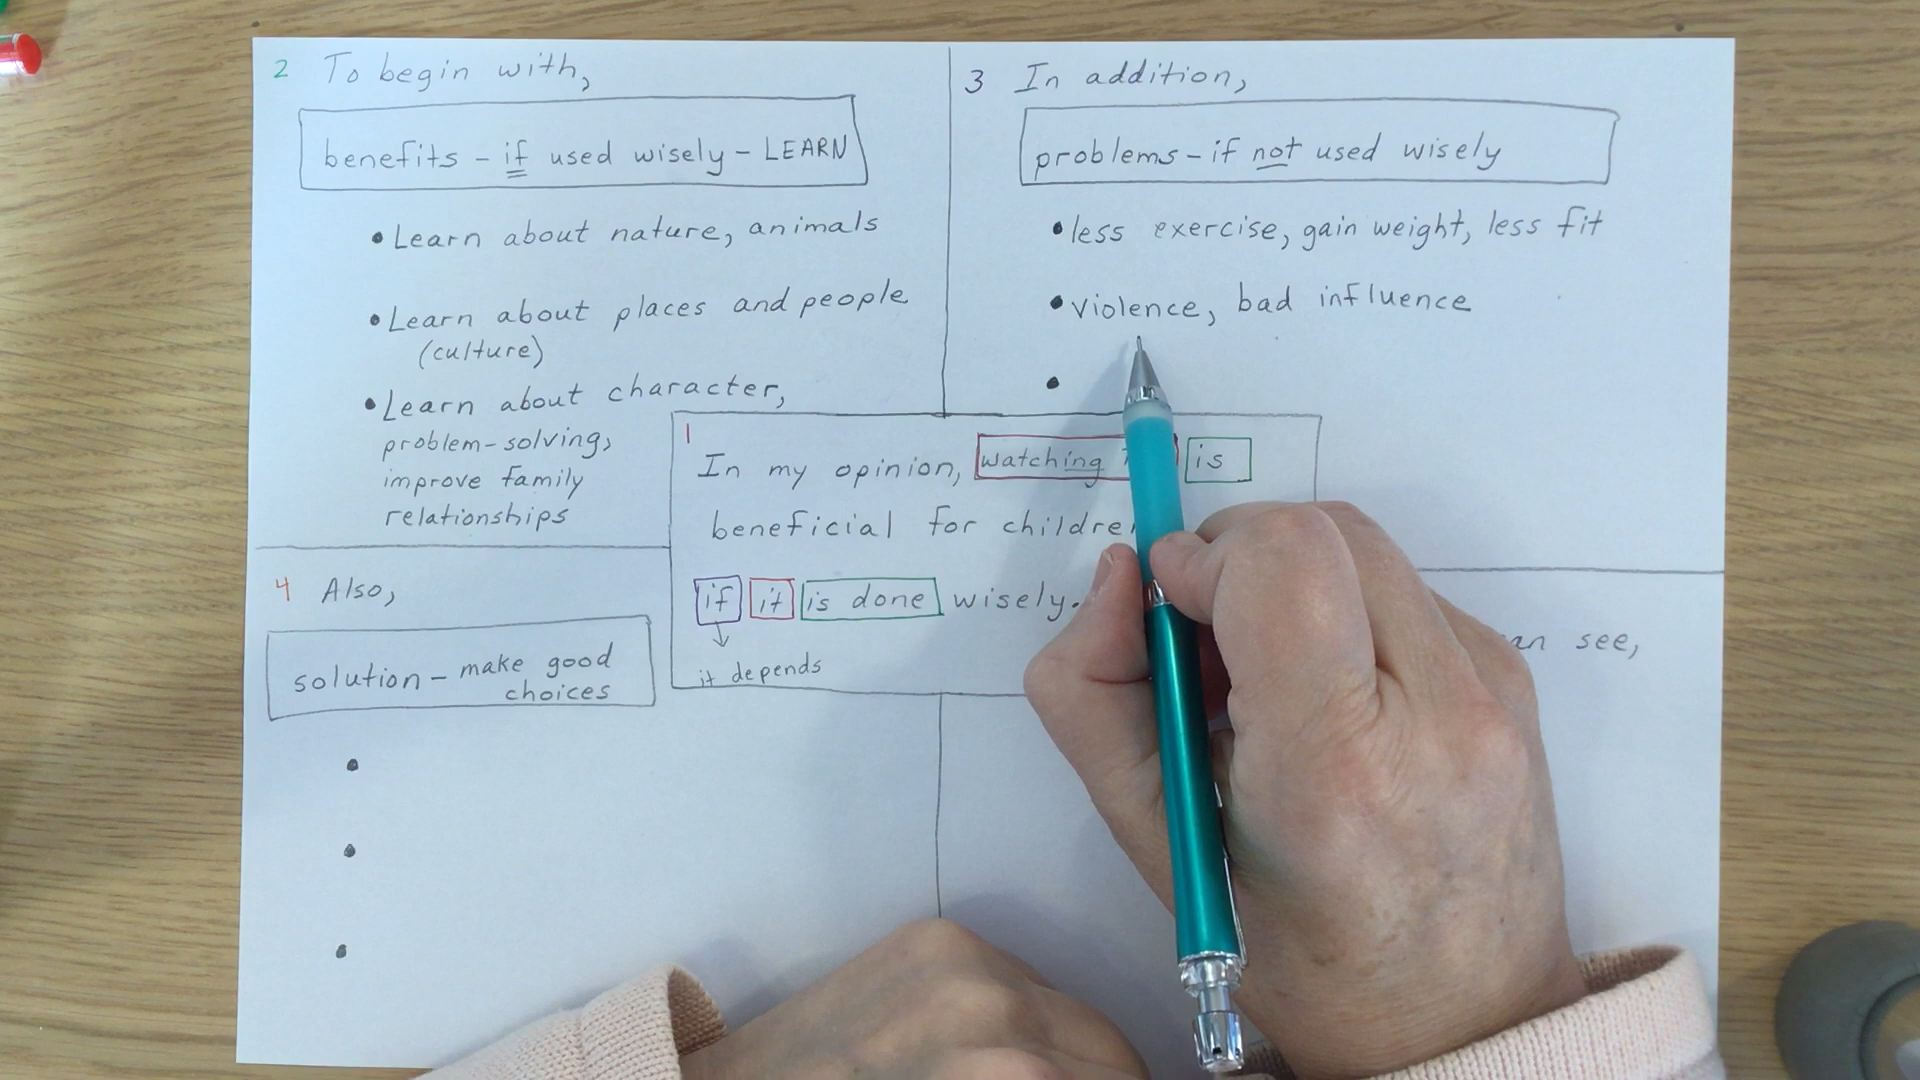 2 To begin with,
benefits - if used wisely - LEARN
• Learn about nature, animals
• Learn about places and people
(culture)
• Learn about character,
problem-solving,
improve family
relationships
3 In addition,
problems - if not used wisely
• less exercise, gain weight, less fit
• violence, bad influence
•
1
In my opinion, watching is
beneficial for
if it is done wisely.
it depends
4 Also,
solution - make good
choices
•
•
•
see,